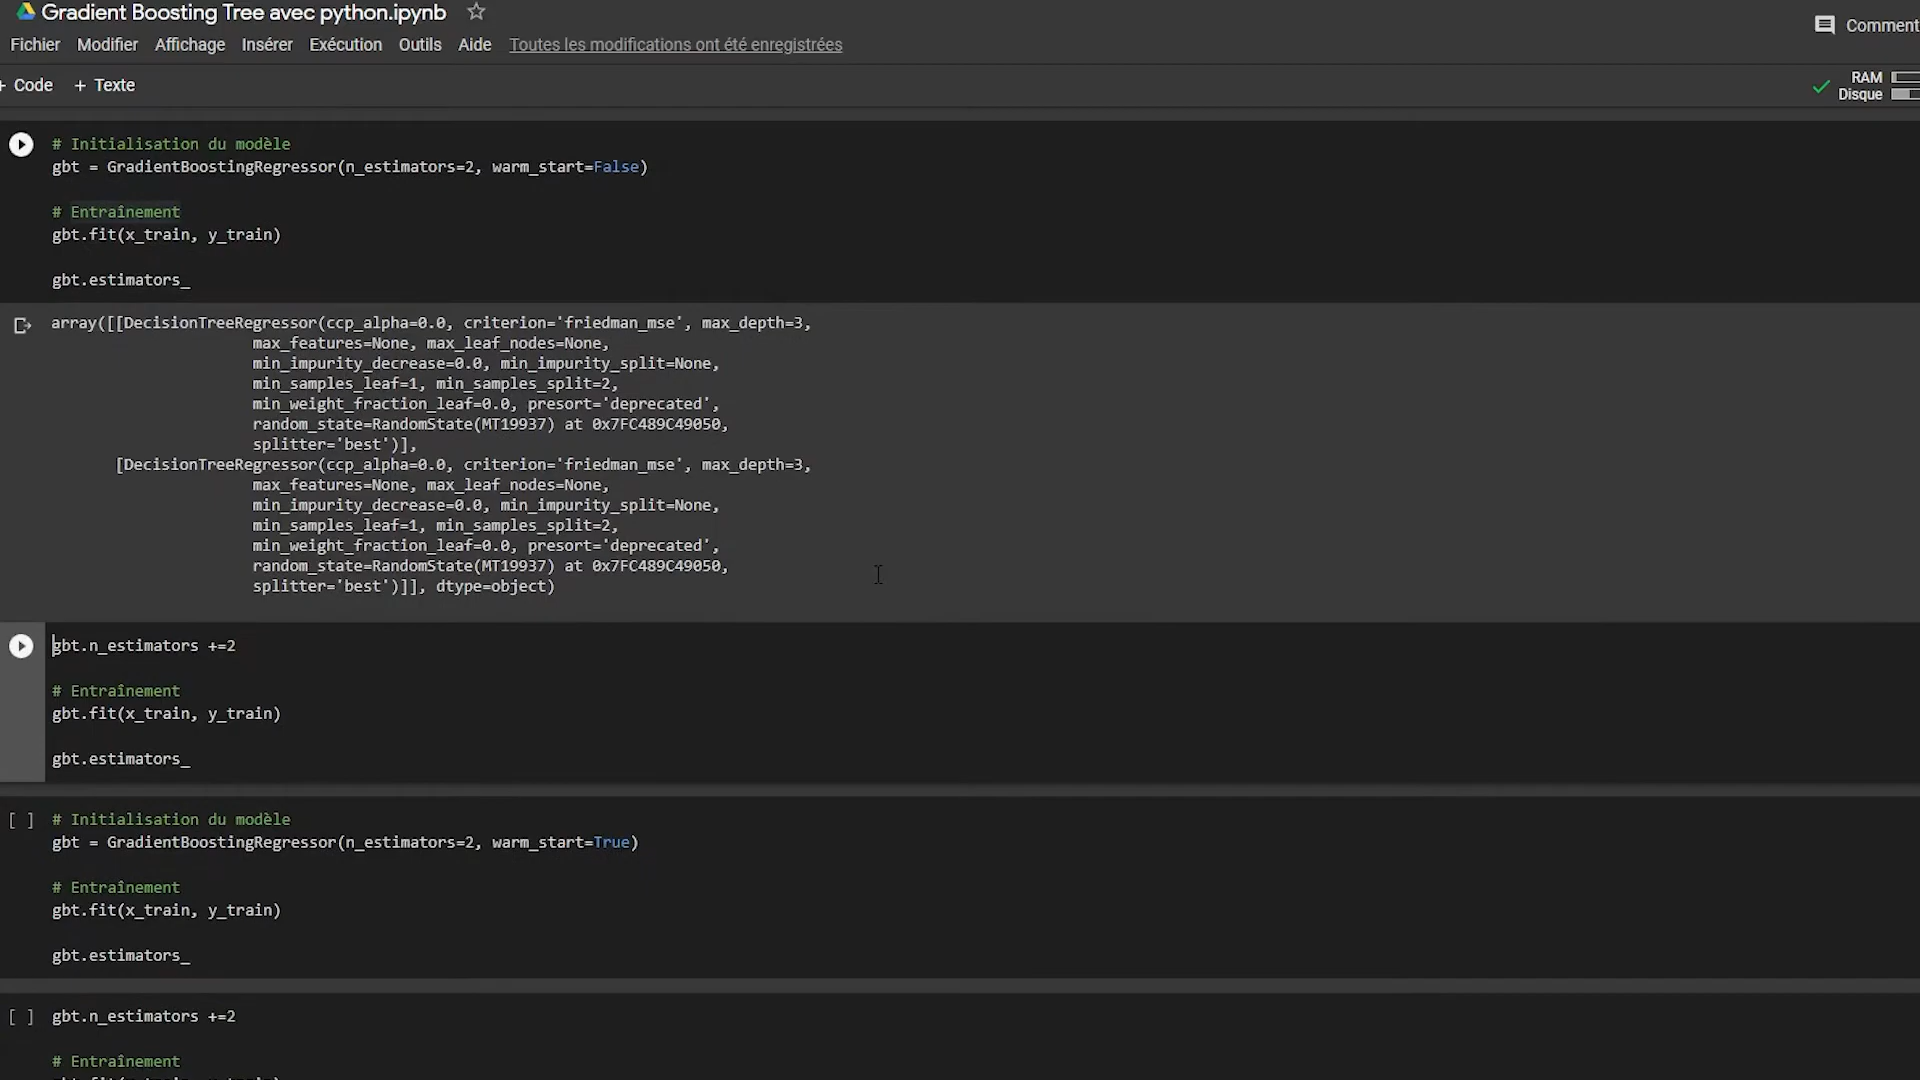 Gradient Boosting Tree avec python.ipynb
Comment
Fichier Modifier Affichage Insérer Exécution Outils Aide Toutes les modifications ont été enregistrées
+ Code + Texte
RAM
Disque
# Initialisation du modèle
gbt = GradientBoostingRegressor(n_estimators=2, warm_start=False)
# Entraînement
gbt.fit(x_train, y_train)
gbt.estimators_
array([[DecisionTreeRegressor(ccp_alpha=0.0, criterion='friedman_mse', max_depth=3,
max_features=None, max_leaf_nodes=None,
min_impurity_decrease=0.0, min_impurity_split=None,
min_samples_leaf=1, min_samples_split=2,
min_weight_fraction_leaf=0.0, presort='deprecated',
random_state=RandomState(MT19937) at 0x7FC489C49050,
splitter='best')],
[DecisionTreeRegressor(ccp_alpha=0.0, criterion='friedman_mse', max_depth=3,
max_features=None, max_leaf_nodes=None,
min_impurity_decrease=0.0, min_impurity_split=None,
min_samples_leaf=1, min_samples_split=2,
min_weight_fraction_leaf=0.0, presort='deprecated',
random_state=RandomState(MT19937) at 0x7FC489C49050,
splitter='best')]], dtype=object)
gbt.n_estimators +=2
# Entraînement
gbt.fit(x_train, y_train)
gbt.estimators_
[ ] # Initialisation du modèle
gbt = GradientBoostingRegressor(n_estimators=2, warm_start=True)
# Entraînement
gbt.fit(x_train, y_train)
gbt.estimators_
[ ] gbt.n_estimators +=2
# Entraînement